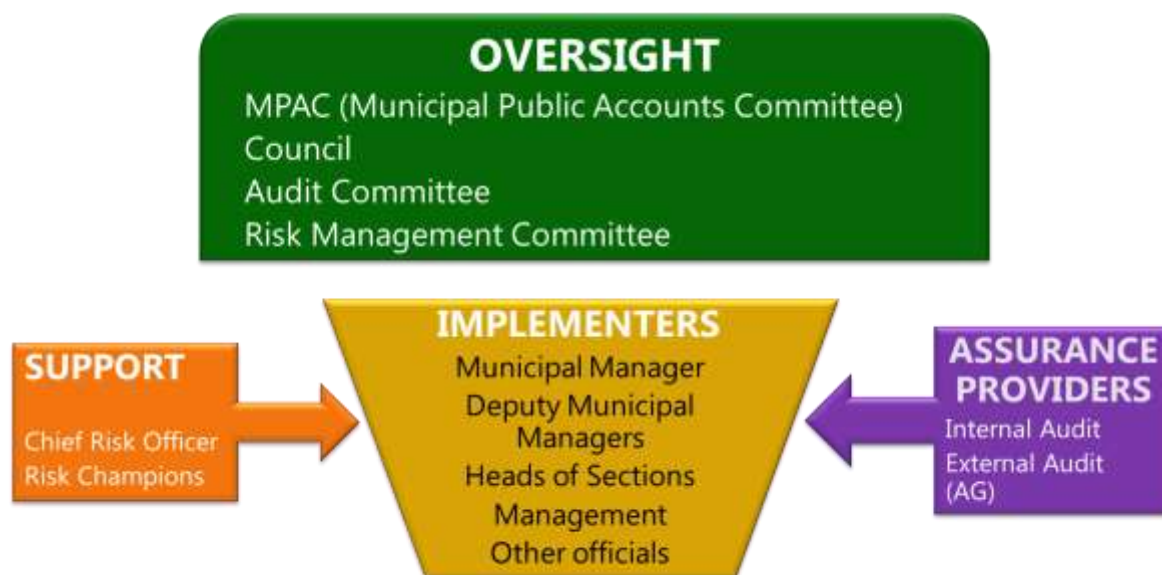 OVERSIGHT
MPAC (Municipal Public Accounts Committee)
Council
Audit Committee
Risk Management Committee
SUPPORT
Chief Risk Officer
Risk Champions
IMPLEMENTERS
Municipal Manager
Deputy Municipal
Managers
Heads of Sections
Management
Other officials
ASSURANCE
PROVIDERS
Internal Audit
External Audit
(AG)